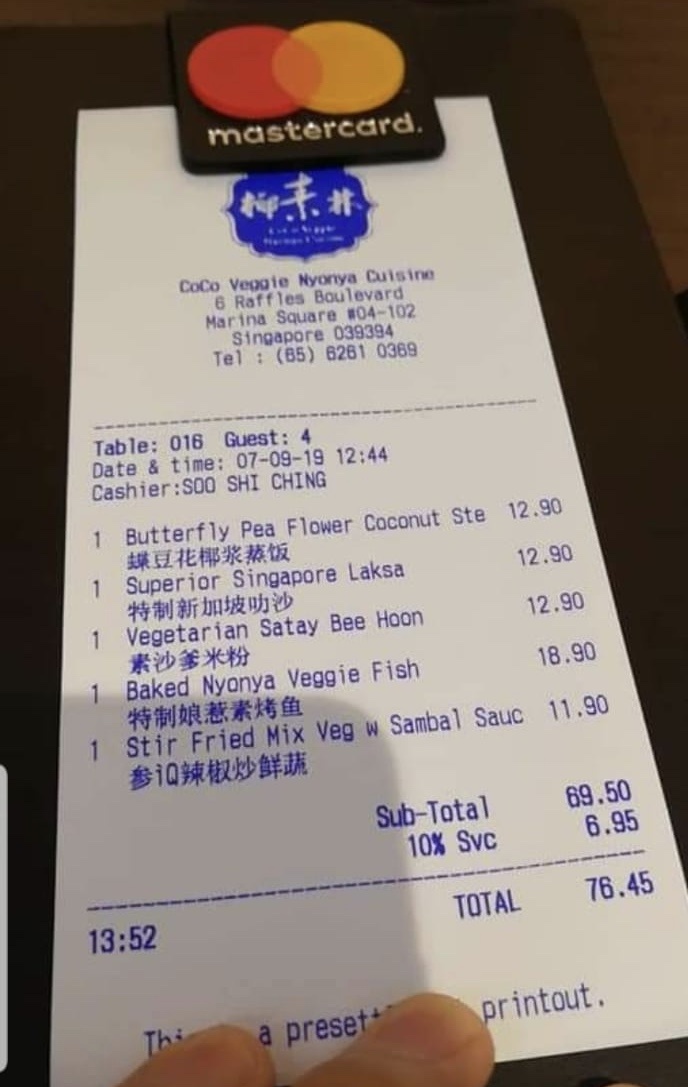 mastercard.
椰来林
CoCo Veggie Nyonya Cuisine
6 Raffles Boulevard
Marina Square #04-102
Singapore 039394
Tel : (65) 6261 0369
Table: 016 Guest: 4
Date & time: 07-09-19 12:44
Cashier:SOO SHI CHING
1 Butterfly Pea Flower Coconut Ste 12.90
蝶豆花椰浆蒸饭
1 Superior Singapore Laksa 12.90
特制新加坡叻沙
1 Vegetarian Satay Bee Hoon 12.90
素沙爹米粉
1 Baked Nyonya Veggie Fish 18.90
特制娘惹素烤鱼
1 Stir Fried Mix Veg w Sambal Sauc 11.90
参iQ辣椒炒鲜蔬
Sub-Total 69.50
10% Svc 6.95
TOTAL 76.45
13:52
a printout.